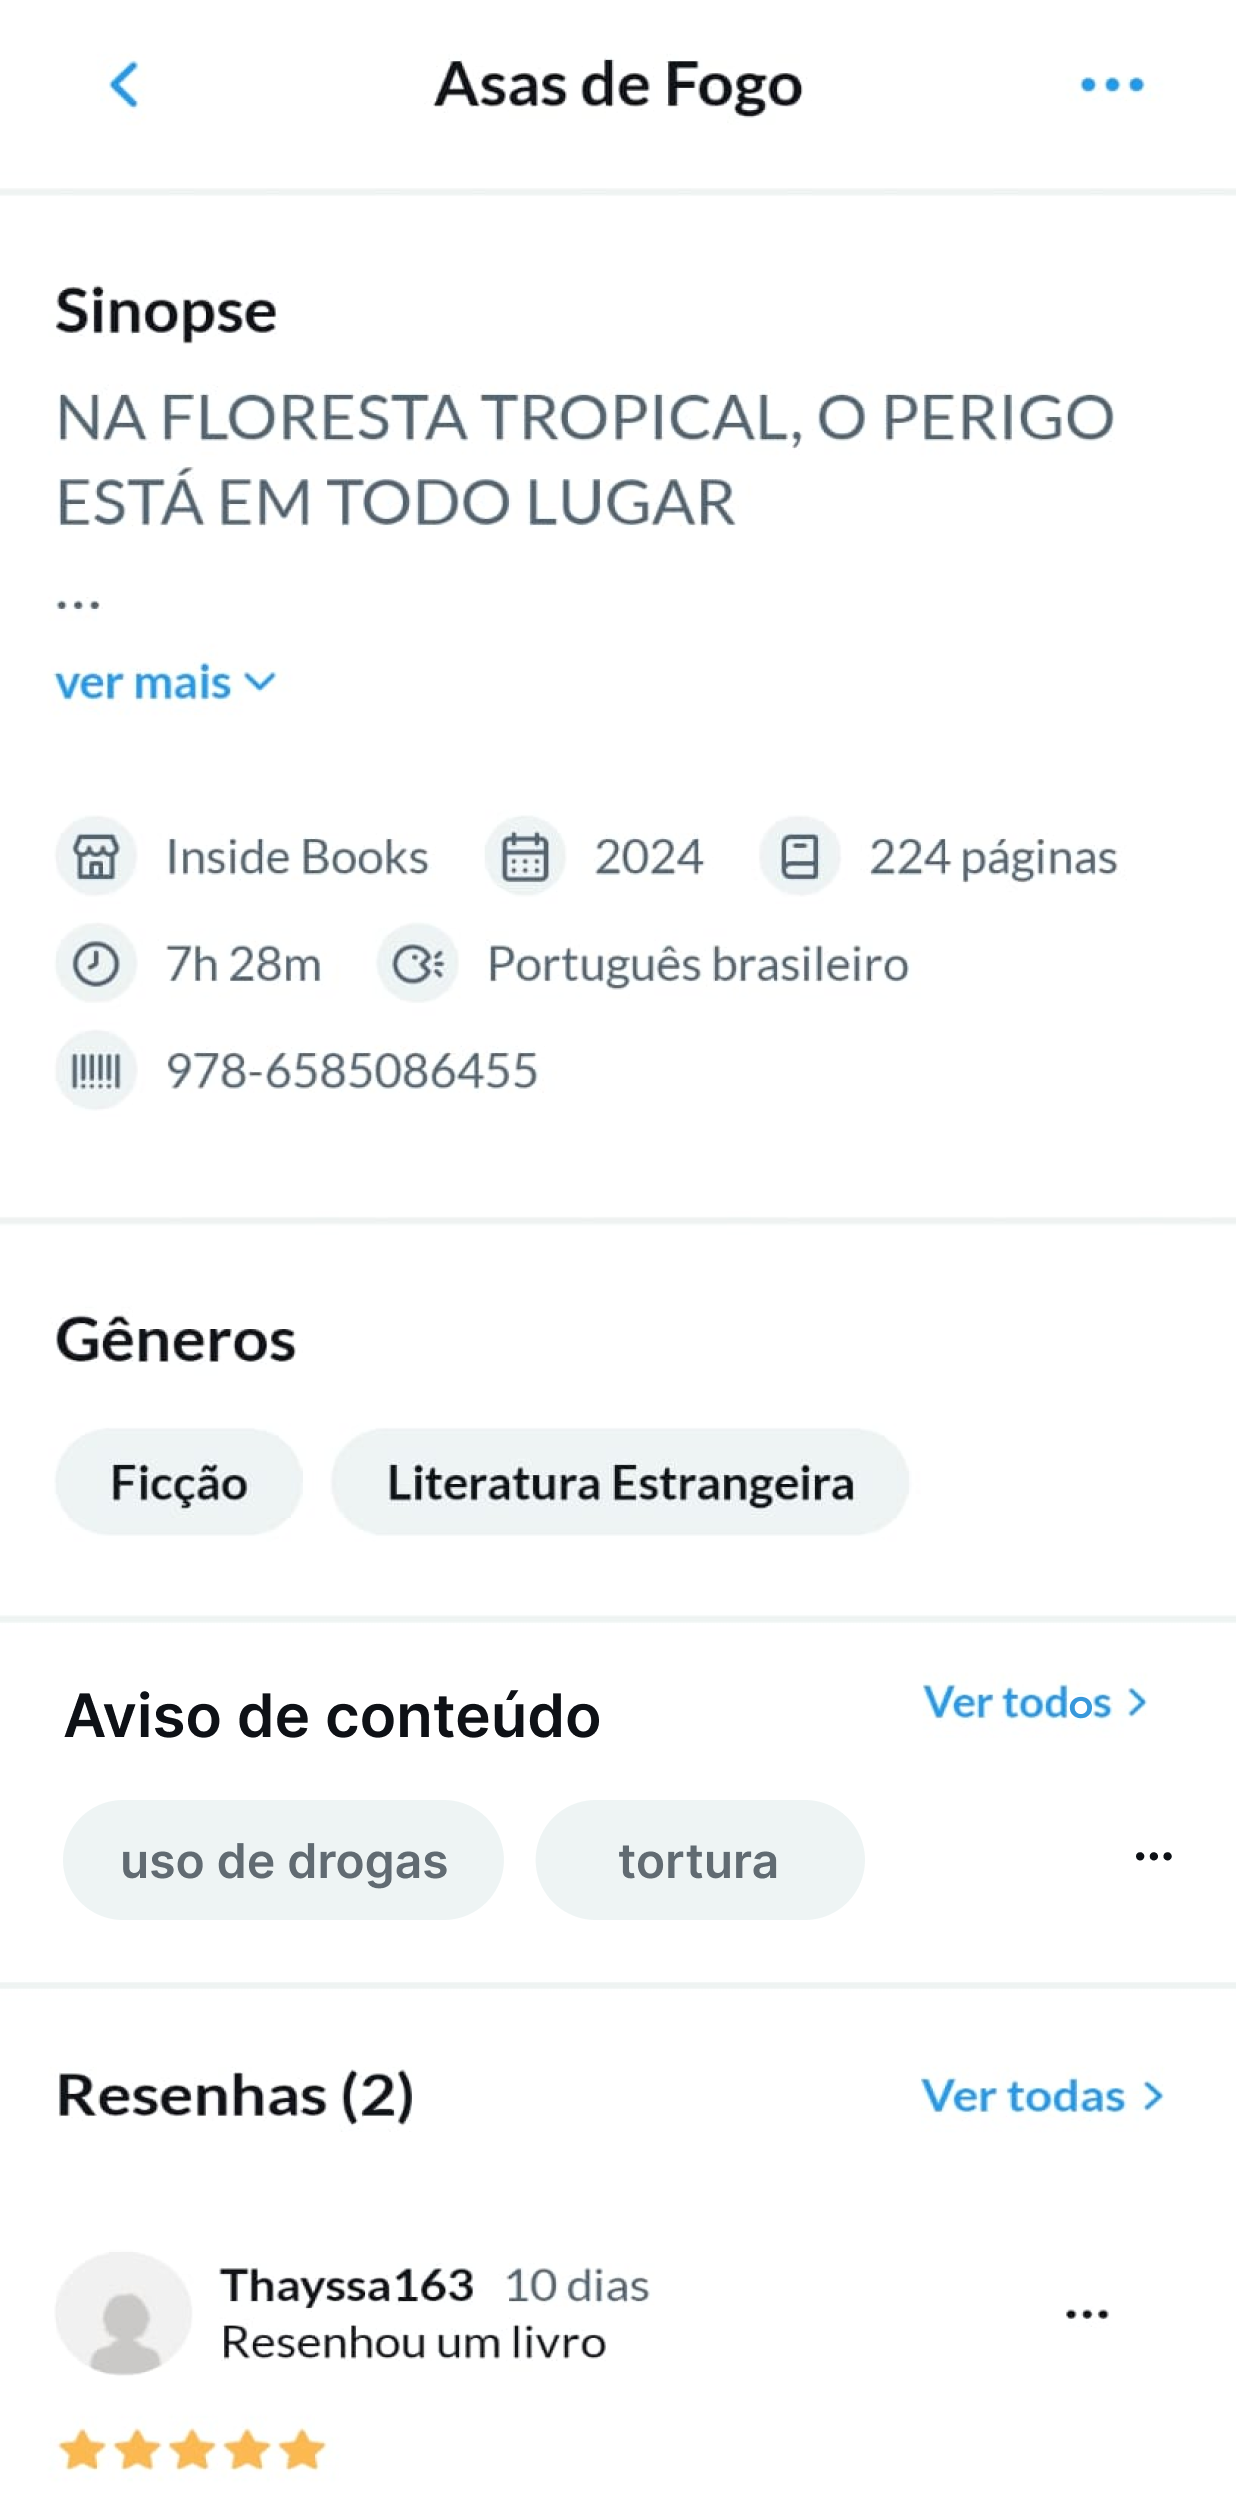 Asas de Fogo
Sinopse
NA FLORESTA TROPICAL, O PERIGO
ESTÁ EM TODO LUGAR
...
ver mais
Inside Books 2024 224 páginas
7h 28m Português brasileiro
978-6585086455
Gêneros
Ficção Literatura Estrangeira
Aviso de conteúdo Ver todos >
uso de drogas tortura ...
Resenhas (2) Ver todas >
Thayssa163 10 dias
Resenhou um livro